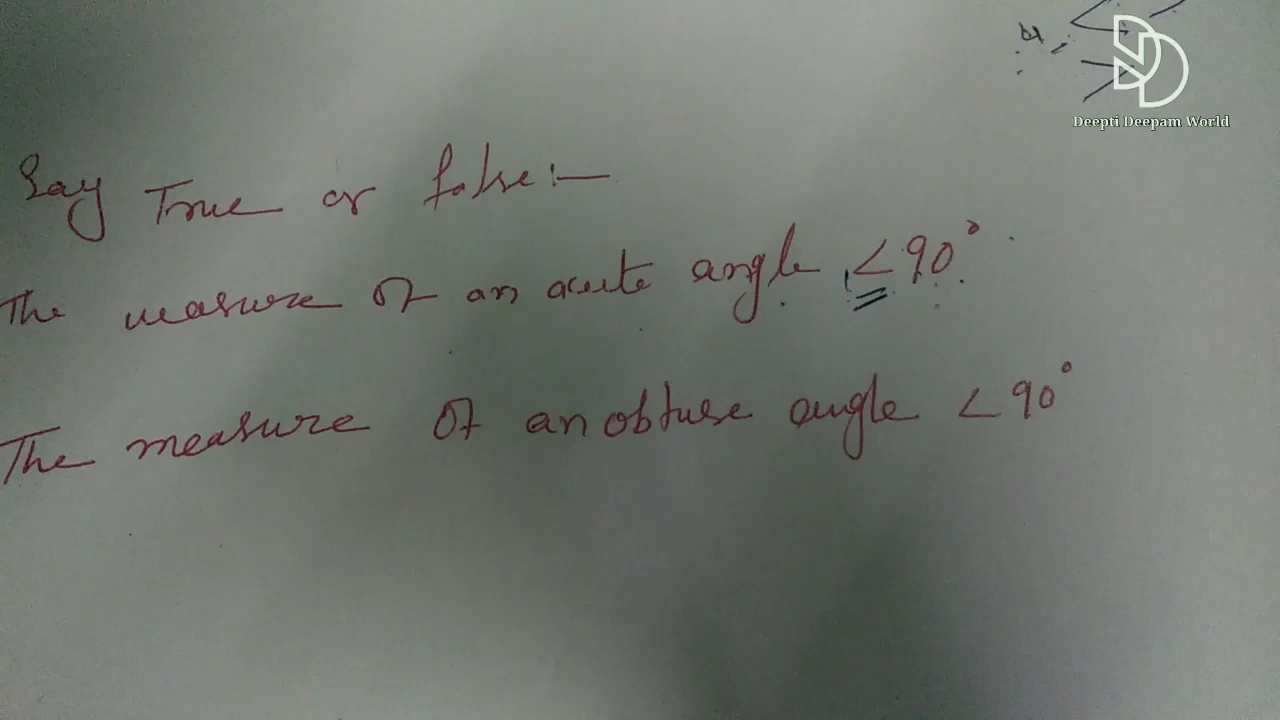 Deepti Deepam World
Say True or false:-
The measure of an acute angle < 90°.
The measure of an obtuse angle < 90°